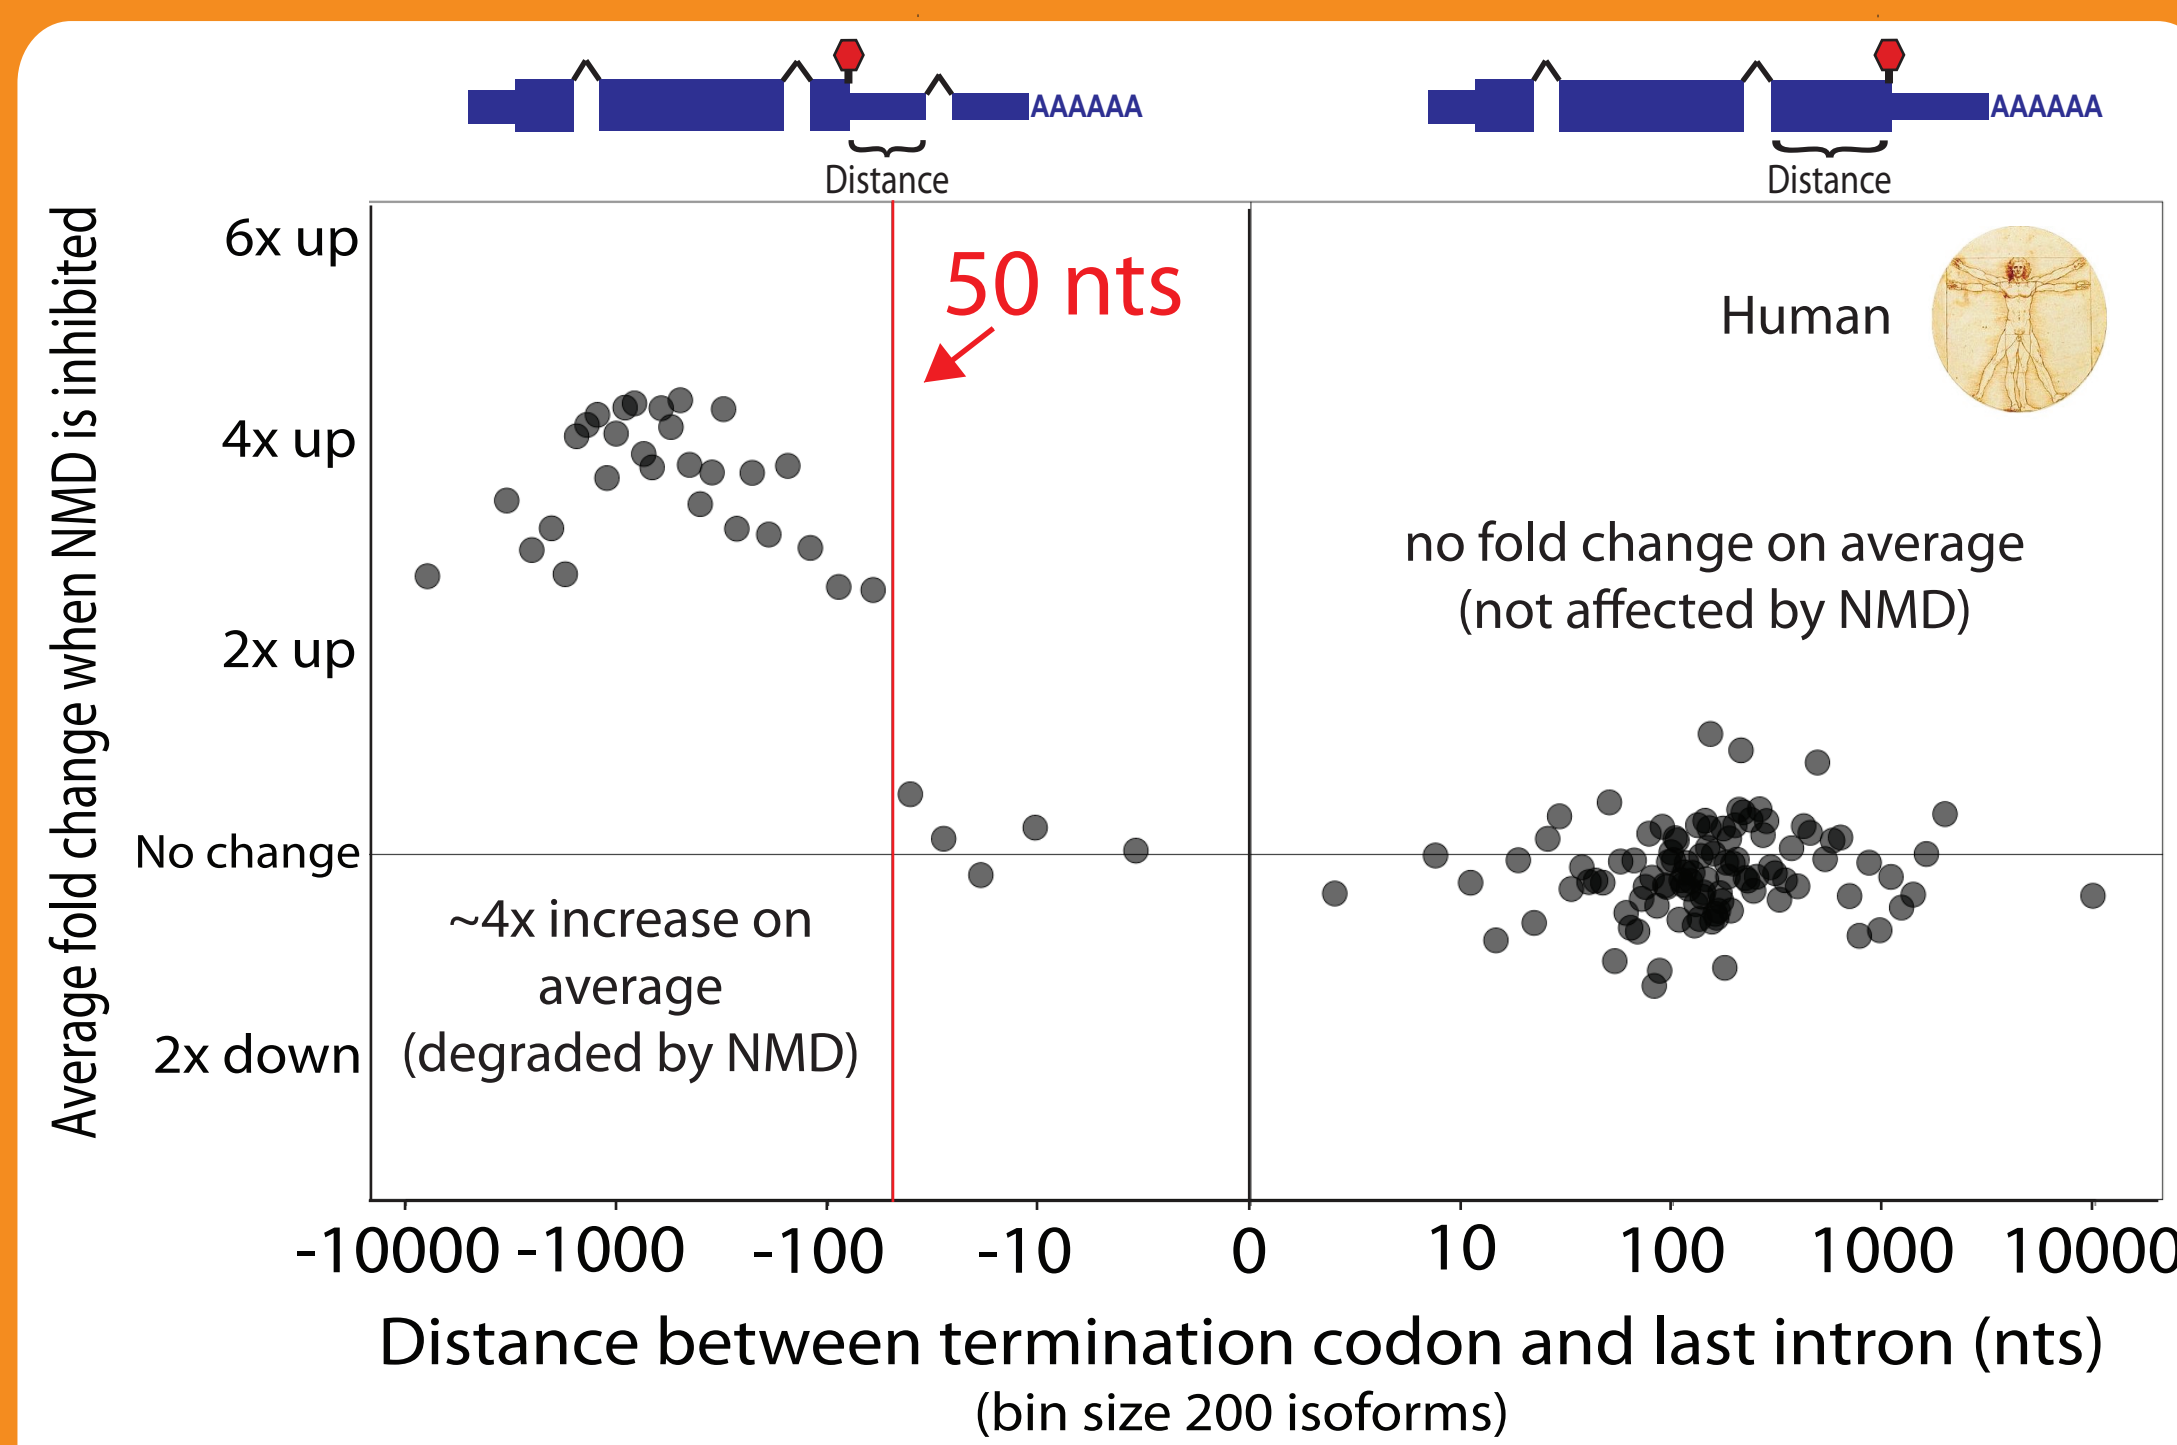 AAAAAA
AAAAAA
Distance
Distance
Average fold change when NMD is inhibited
6x up
4x up
2x up
No change
2x down
50 nts
Human
no fold change on average
(not affected by NMD)
~4x increase on
average
(degraded by NMD)
-10000 -1000 -100 -10 0 10 100 1000 10000
Distance between termination codon and last intron (nts)
(bin size 200 isoforms)